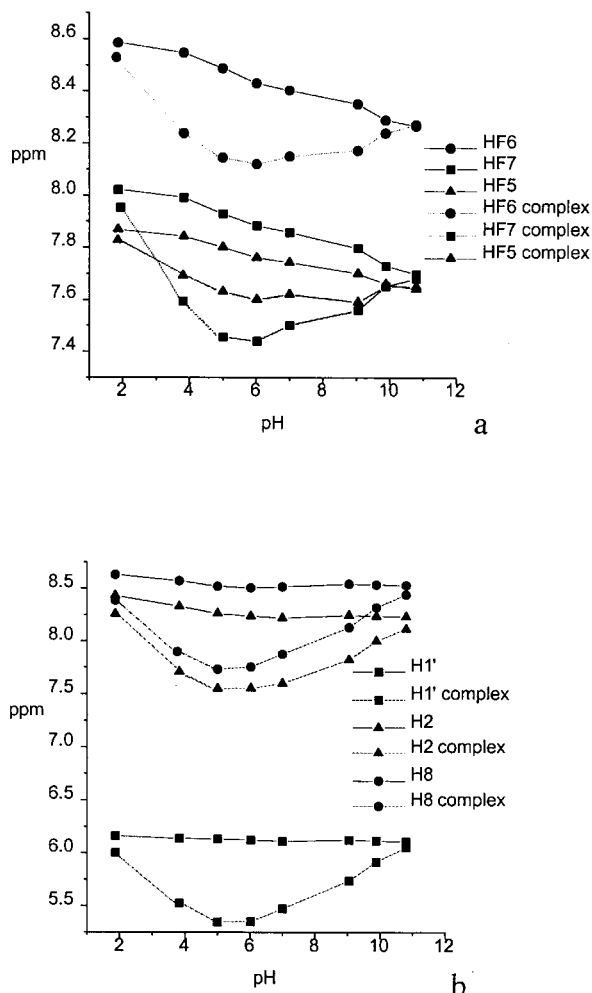 8.6
8.4
8.2
ppm
8.0
7.8
7.6
7.4
HF6
HF7
HF5
HF6 complex
HF7 complex
HF5 complex
2 4 6 8 10 12
pH
a
8.5
8.0
7.5
ppm
7.0
6.5
6.0
5.5
H1'
H1' complex
H2
H2 complex
H8
H8 complex
2 4 6 8 10 12
pH
b